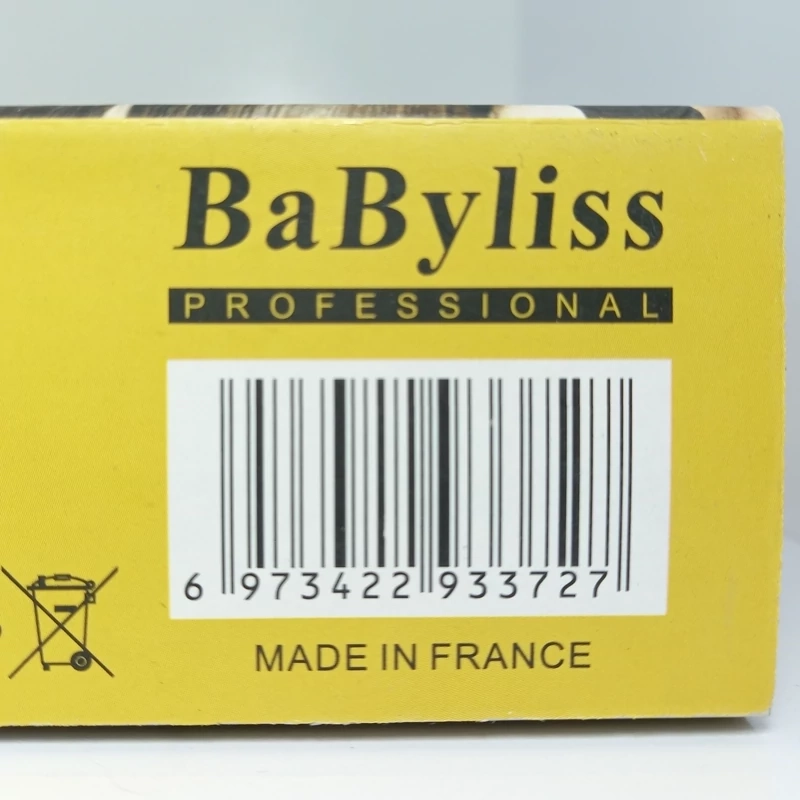 BaByliss
PROFESSIONAL
6 973422 933727
MADE IN FRANCE